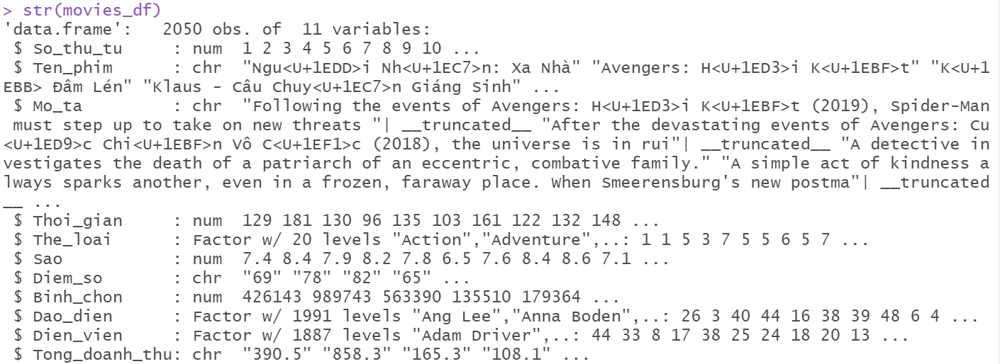 > str(movies_df)
'data.frame':   2050 obs. of  11 variables:
 $ So_thu_tu     : num  1 2 3 4 5 6 7 8 9 10 ...
 $ Ten_phim      : chr  "Ngu<U+1EDD>i Nh<U+1EC7>n: Xa Nhà" "Avengers: H<U+1ED3>i K<U+1EBF>t" "K<U+1
EBB> Đâm Lén" "Klaus - Câu Chuy<U+1EC7>n Giáng Sinh" ...
 $ Mo_ta         : chr  "Following the events of Avengers: H<U+1ED3>i K<U+1EBF>t (2019), Spider-Man
 must step up to take on new threats "| __truncated__ "After the devastating events of Avengers: Cu
<U+1ED9>c Chi<U+1EBF>n Vô C<U+1EF1>c (2018), the universe is in rui"| __truncated__ "A detective in
vestigates the death of a patriarch of an eccentric, combative family." "A simple act of kindness a
lways sparks another, even in a frozen, faraway place. When Smeerensburg's new postma"| __truncated
__ ...
 $ Thoi_gian     : num  129 181 130 96 135 103 161 122 132 148 ...
 $ The_loai      : Factor w/ 20 levels "Action","Adventure",..: 1 1 5 3 7 5 5 6 5 7 ...
 $ Sao           : num  7.4 8.4 7.9 8.2 7.8 6.5 7.6 8.4 8.6 7.1 ...
 $ Diem_so       : chr  "69" "78" "82" "65" ...
 $ Binh_chon     : num  426143 989743 563390 135510 179364 ...
 $ Dao_dien      : Factor w/ 1991 levels "Ang Lee","Anna Boden",..: 26 3 40 44 16 38 39 48 6 4 ...
 $ Dien_vien     : Factor w/ 1887 levels "Adam Driver",..: 44 33 8 17 38 25 24 18 20 13 ...
 $ Tong_doanh_thu: chr  "390.5" "858.3" "165.3" "108.1" ...